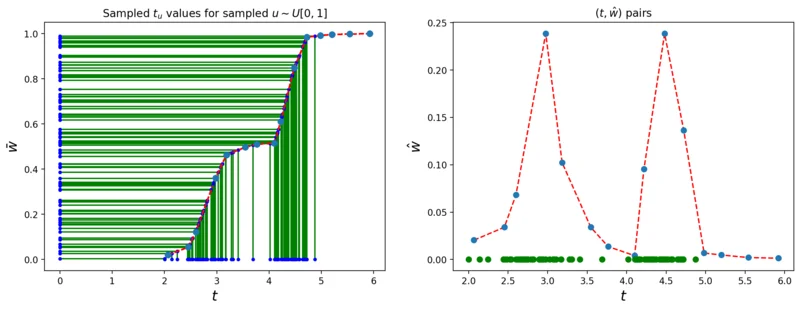 Sampled t_u values for sampled u ~ U[0, 1]
1.0
0.8
0.6
0.4
0.2
0.0
ŵ
0 1 2 3 4 5 6
t
(t, ŵ) pairs
0.25
0.20
0.15
0.10
0.05
0.00
ŵ
2.0 2.5 3.0 3.5 4.0 4.5 5.0 5.5 6.0
t